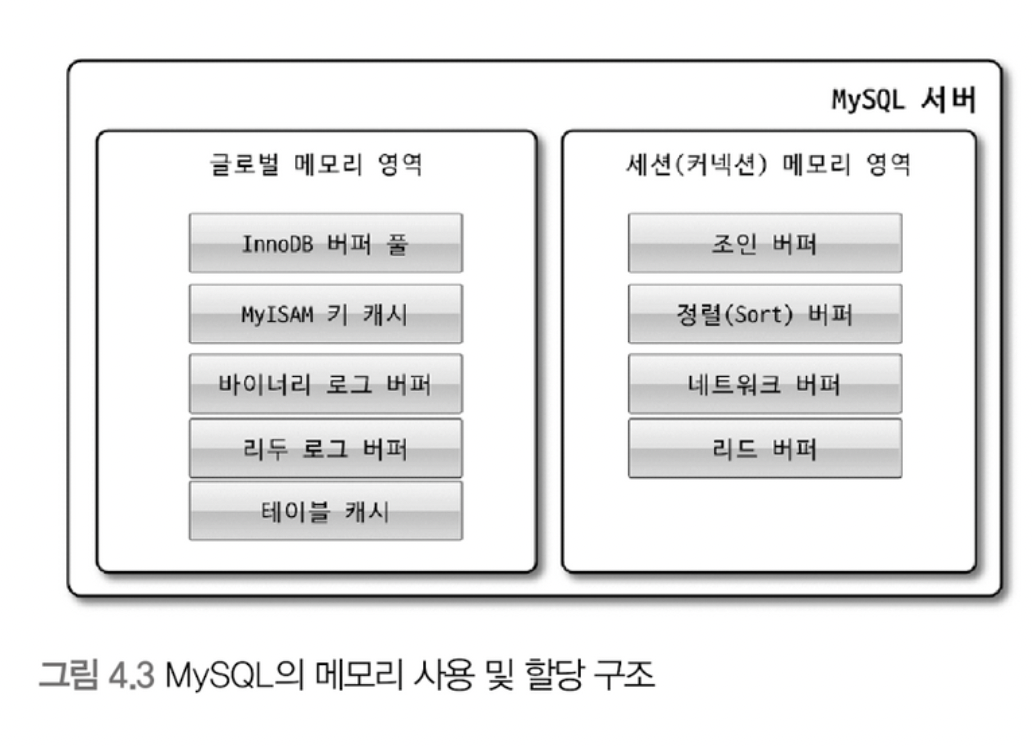 MySQL 서버
글로벌 메모리 영역
InnoDB 버퍼 풀
MyISAM 키 캐시
바이너리 로그 버퍼
리두 로그 버퍼
테이블 캐시
세션(커넥션) 메모리 영역
조인 버퍼
정렬(Sort) 버퍼
네트워크 버퍼
리드 버퍼
그림 4.3 MySQL의 메모리 사용 및 할당 구조